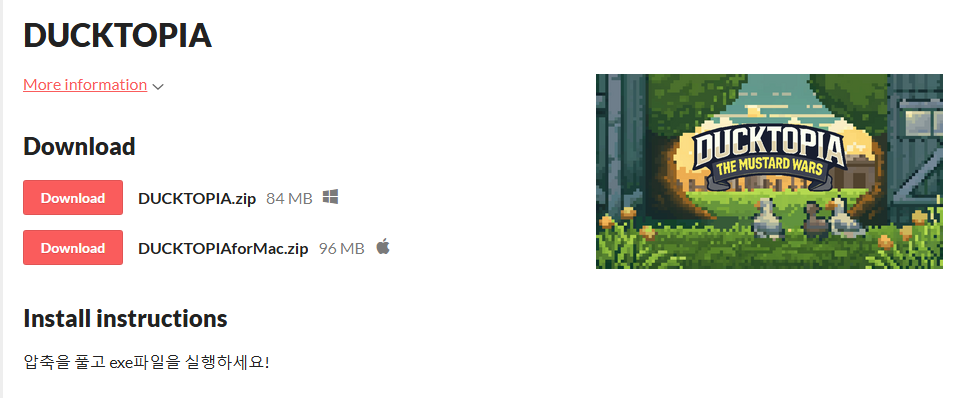 DUCKTOPIA
More information
Download
Download DUCKTOPIA.zip 84 MB
Download DUCKTOPIAforMac.zip 96 MB
Install instructions
압축을 풀고 exe파일을 실행하세요!
DUCKTOPIA
THE MUSTARD WARS